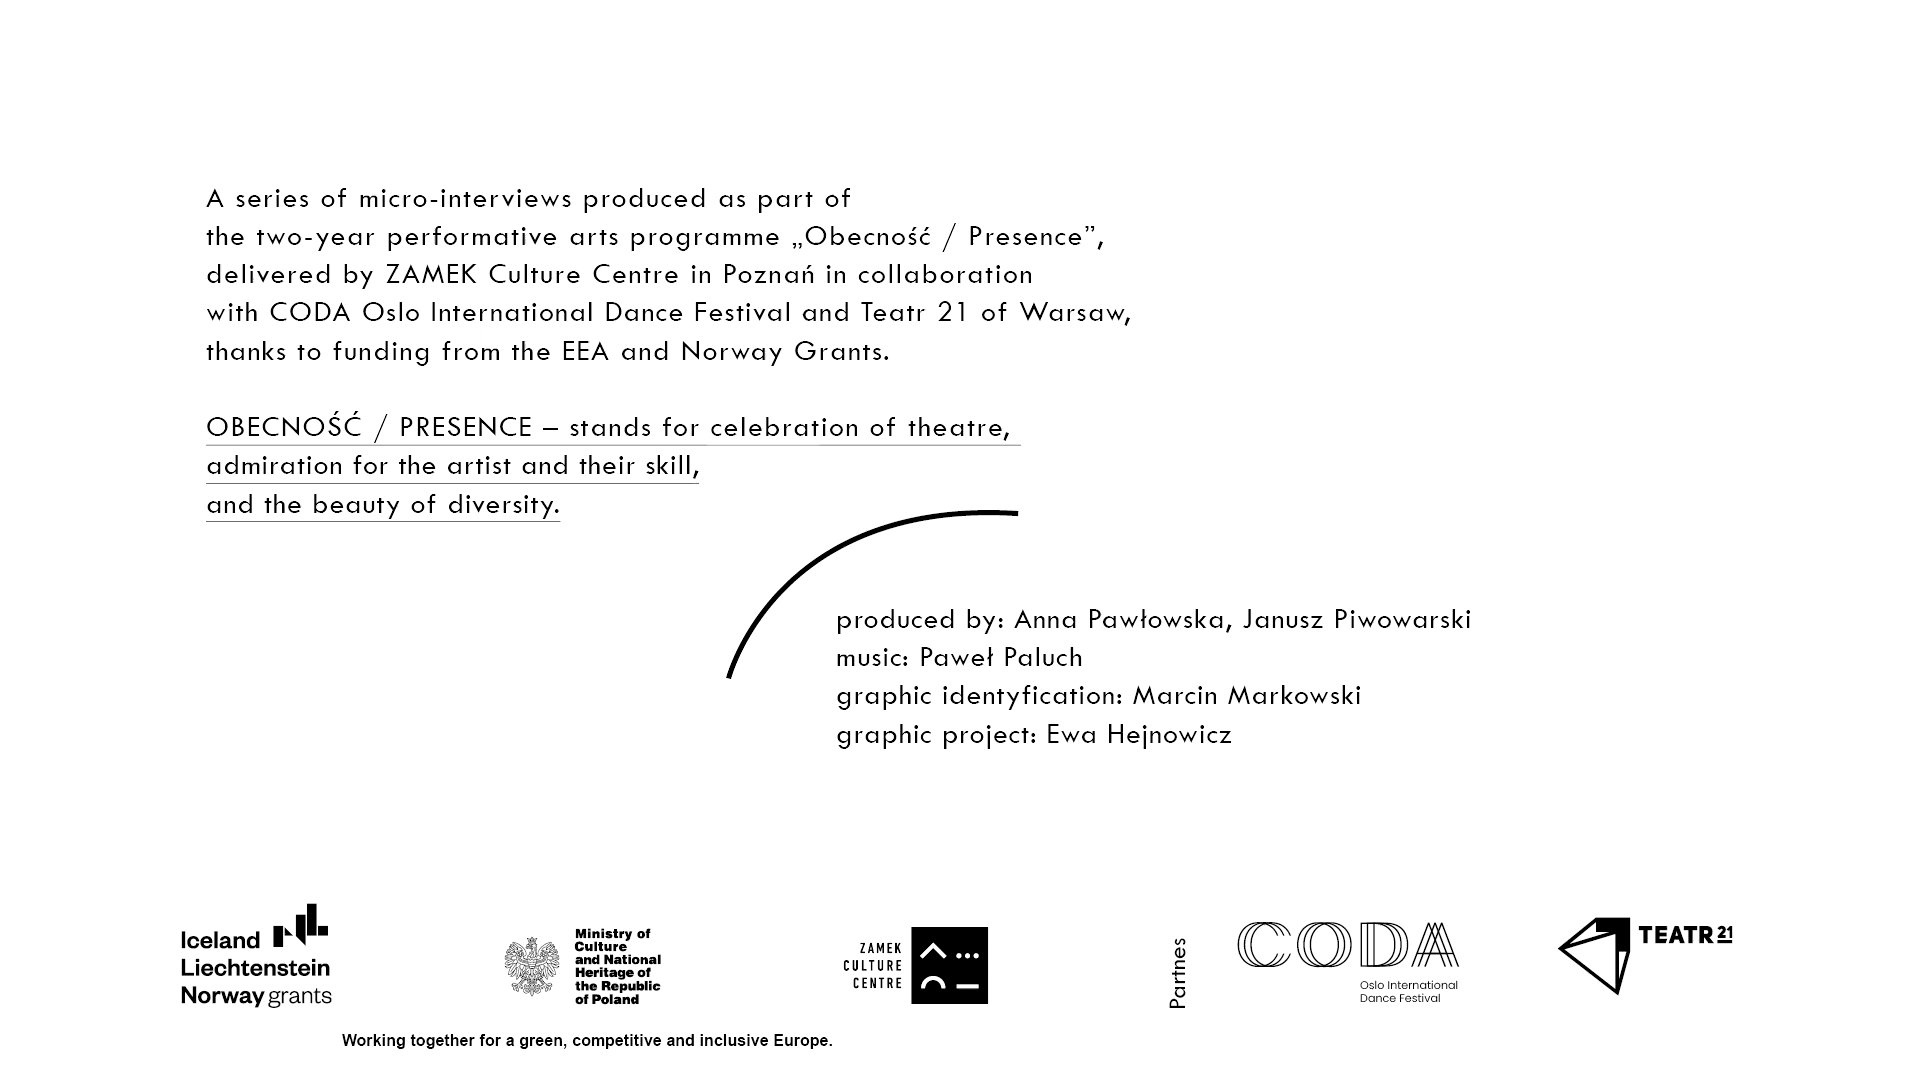 A series of micro-interviews produced as part of
the two-year performative arts programme „Obecność / Presence”,
delivered by ZAMEK Culture Centre in Poznań in collaboration
with CODA Oslo International Dance Festival and Teatr 21 of Warsaw,
thanks to funding from the EEA and Norway Grants.
OBECNOŚĆ / PRESENCE – stands for celebration of theatre,
admiration for the artist and their skill,
and the beauty of diversity.
produced by: Anna Pawłowska, Janusz Piwowarski
music: Paweł Paluch
graphic identyfication: Marcin Markowski
graphic project: Ewa Hejnowicz
Iceland
Liechtenstein
Norway grants
Ministry of
Culture
and National
Heritage of
the Republic
of Poland
ZAMEK
CULTURE
CENTRE
Partnes
CODA
Oslo International
Dance Festival
TEATR 21
Working together for a green, competitive and inclusive Europe.